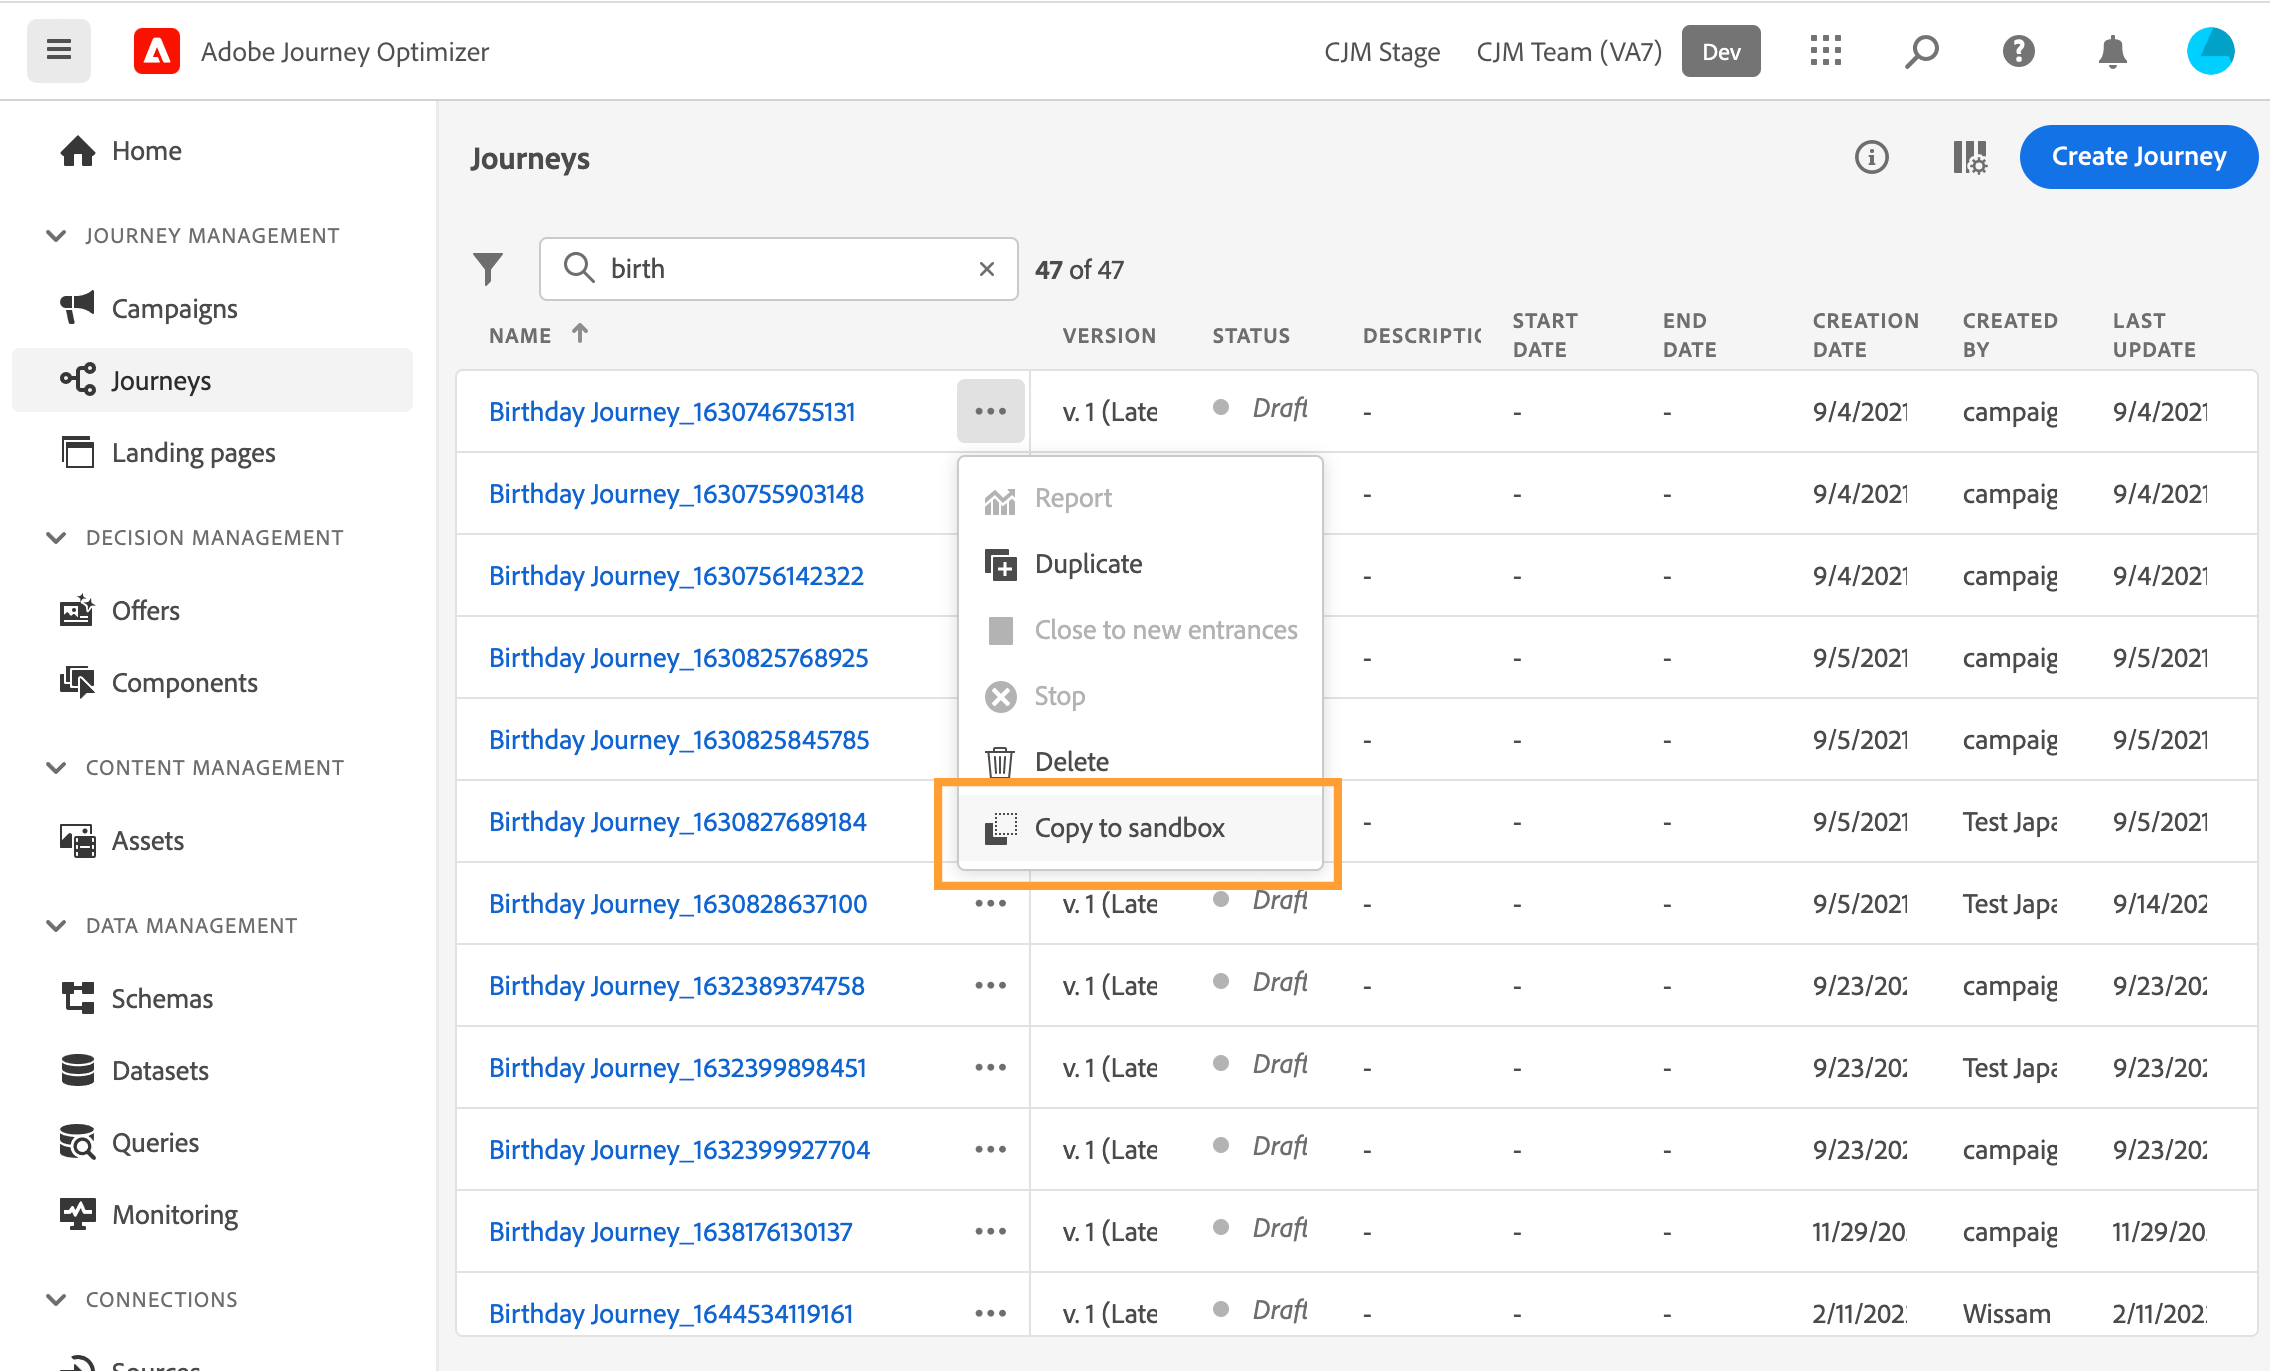 Adobe Journey Optimizer
CJM Stage
CJM Team (VA7)
Dev
Home
JOURNEY MANAGEMENT
Campaigns
Journeys
Landing pages
DECISION MANAGEMENT
Offers
Components
CONTENT MANAGEMENT
Assets
DATA MANAGEMENT
Schemas
Datasets
Queries
Monitoring
CONNECTIONS
Sources
Journeys
Create Journey
birth
47 of 47
NAME VERSION STATUS DESCRIPTIO START DATE END DATE CREATION DATE CREATED BY LAST UPDATE
Birthday Journey_1630746755131 v. 1 (Late Draft - - - 9/4/2021 campaig 9/4/2021
Birthday Journey_1630755903148 - - - 9/4/2021 campaig 9/4/2021
Birthday Journey_1630756142322 - - - 9/4/2021 campaig 9/4/2021
Birthday Journey_1630825768925 - - - 9/5/2021 campaig 9/5/2021
Birthday Journey_1630825845785 - - - 9/5/2021 campaig 9/5/2021
Birthday Journey_1630827689184 - - - 9/5/2021 Test Japa 9/5/2021
Birthday Journey_1630828637100 v. 1 (Late Draft - - - 9/5/2021 Test Japa 9/14/202
Birthday Journey_1632389374758 v. 1 (Late Draft - - - 9/23/202 campaig 9/23/202
Birthday Journey_1632399898451 v. 1 (Late Draft - - - 9/23/202 Test Japa 9/23/202
Birthday Journey_1632399927704 v. 1 (Late Draft - - - 9/23/202 campaig 9/23/202
Birthday Journey_1638176130137 v. 1 (Late Draft - - - 11/29/20 campaig 11/29/20
Birthday Journey_1644534119161 v. 1 (Late Draft - - - 2/11/202 Wissam 2/11/202
Report
Duplicate
Close to new entrances
Stop
Delete
Copy to sandbox